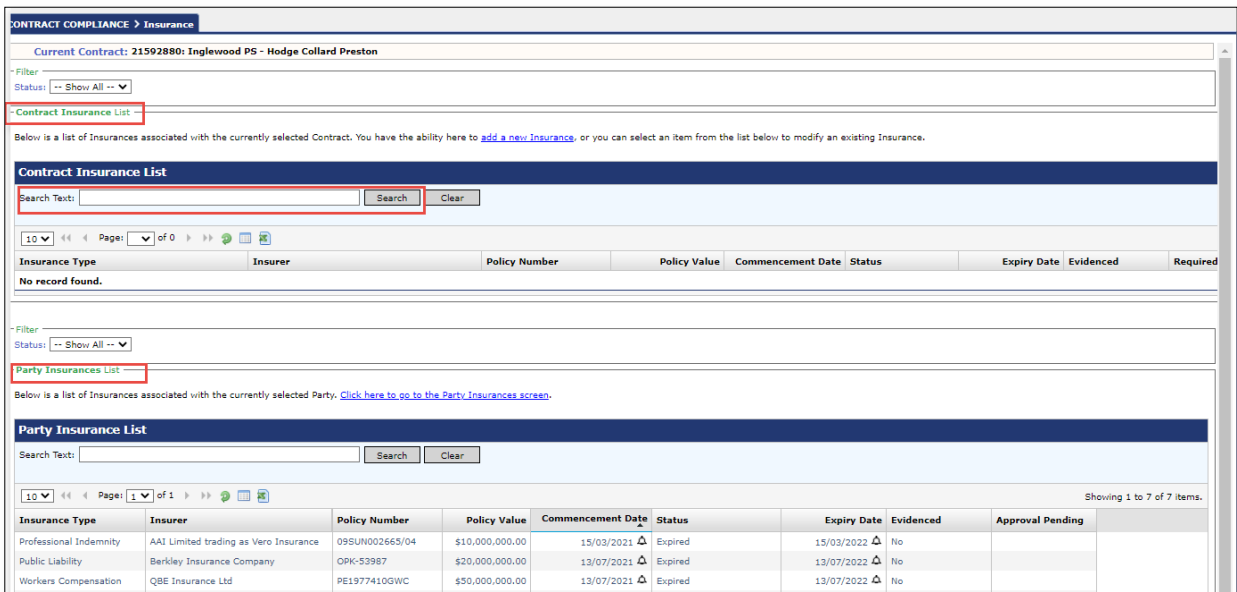 CONTRACT COMPLIANCE > Insurance
Current Contract: 21592880: Inglewood PS - Hodge Collard Preston
Filter
Status: -- Show All --
Contract Insurance List
Below is a list of Insurances associated with the currently selected Contract. You have the ability here to add a new Insurance, or you can select an item from the list below to modify an existing Insurance.
Contract Insurance List
Search Text: Search Clear
10 Page: of 0
Insurance Type Insurer Policy Number Policy Value Commencement Date Status Expiry Date Evidenced Required
No record found.
Filter
Status: -- Show All --
Party Insurances List
Below is a list of Insurances associated with the currently selected Party. Click here to go to the Party Insurances screen.
Party Insurance List
Search Text: Search Clear
10 Page: 1 of 1 Showing 1 to 7 of 7 items.
Insurance Type Insurer Policy Number Policy Value Commencement Date Status Expiry Date Evidenced Approval Pending
Professional Indemnity AAI Limited trading as Vero Insurance 09SUN002665/04 $10,000,000.00 15/03/2021 Expired 15/03/2022 No
Public Liability Berkley Insurance Company OPK-53987 $20,000,000.00 13/07/2021 Expired 13/07/2022 No
Workers Compensation QBE Insurance Ltd PE1977410GWC $50,000,000.00 13/07/2021 Expired 13/07/2022 No